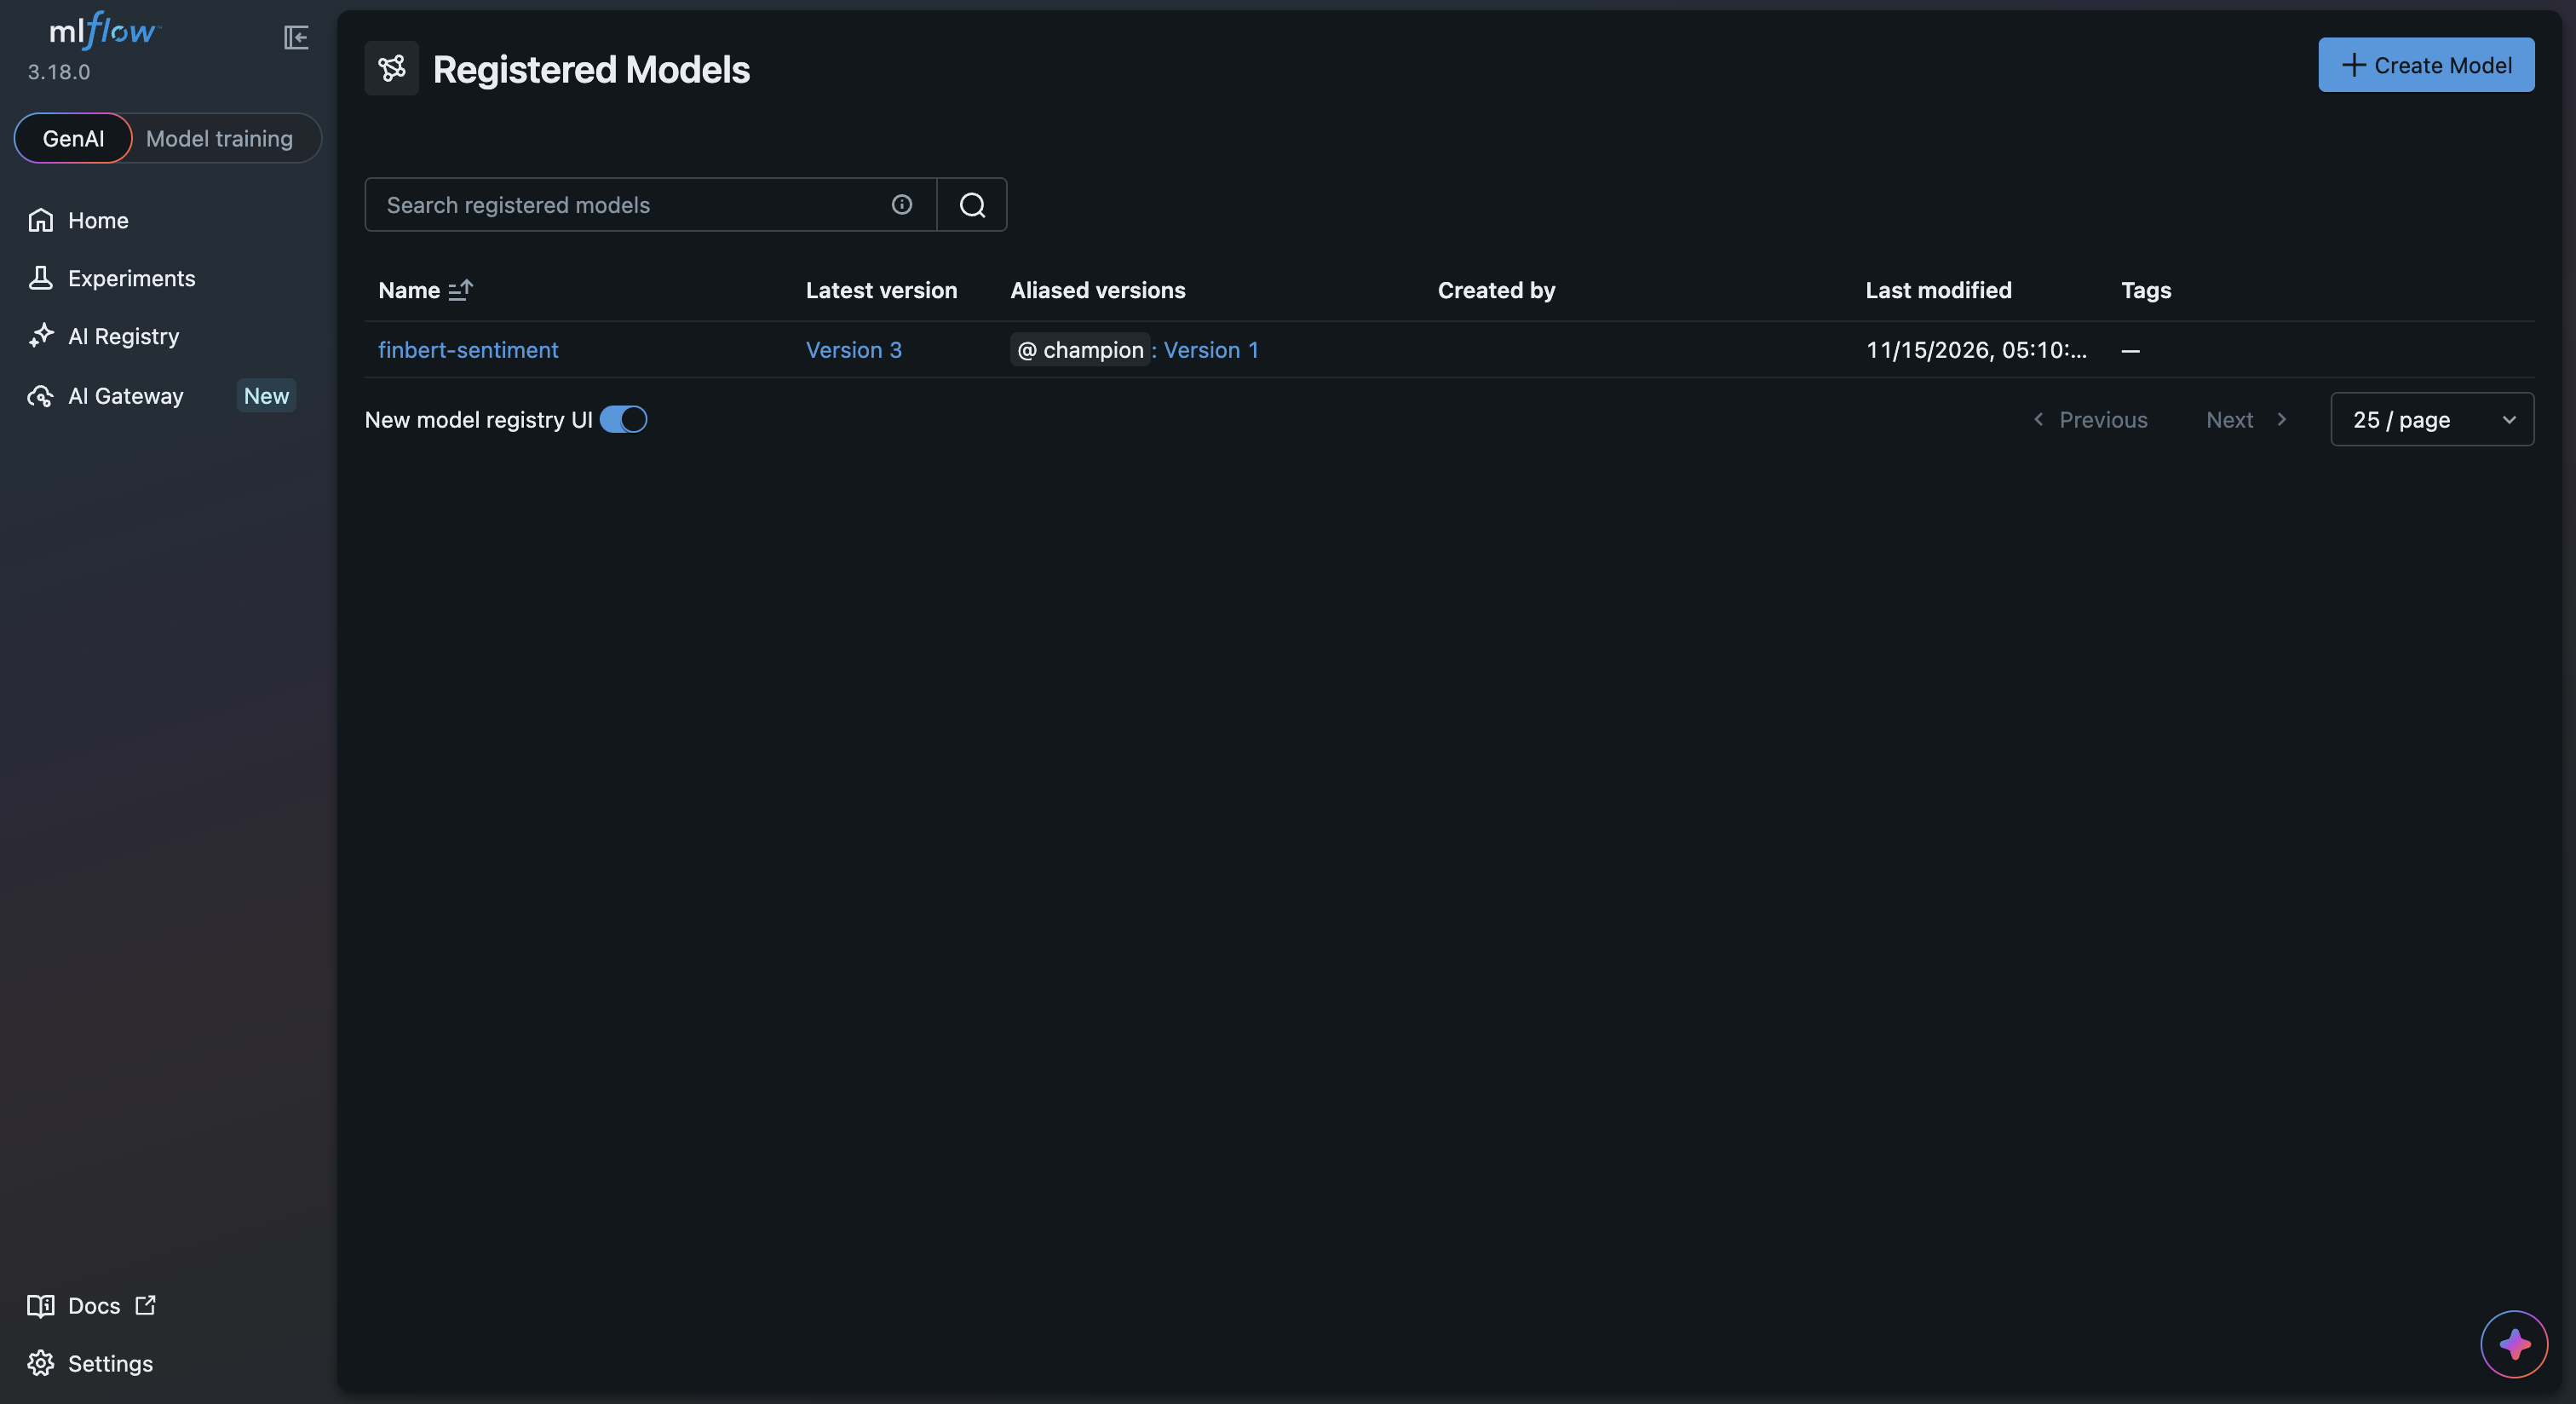 mlflow
3.18.0
GenAI Model training
Home
Experiments
AI Registry
AI Gateway New
Docs
Settings
Registered Models
+ Create Model
Search registered models
Name Latest version Aliased versions Created by Last modified Tags
finbert-sentiment Version 3 @ champion : Version 1 11/15/2026, 05:10:... —
New model registry UI Previous Next 25 / page